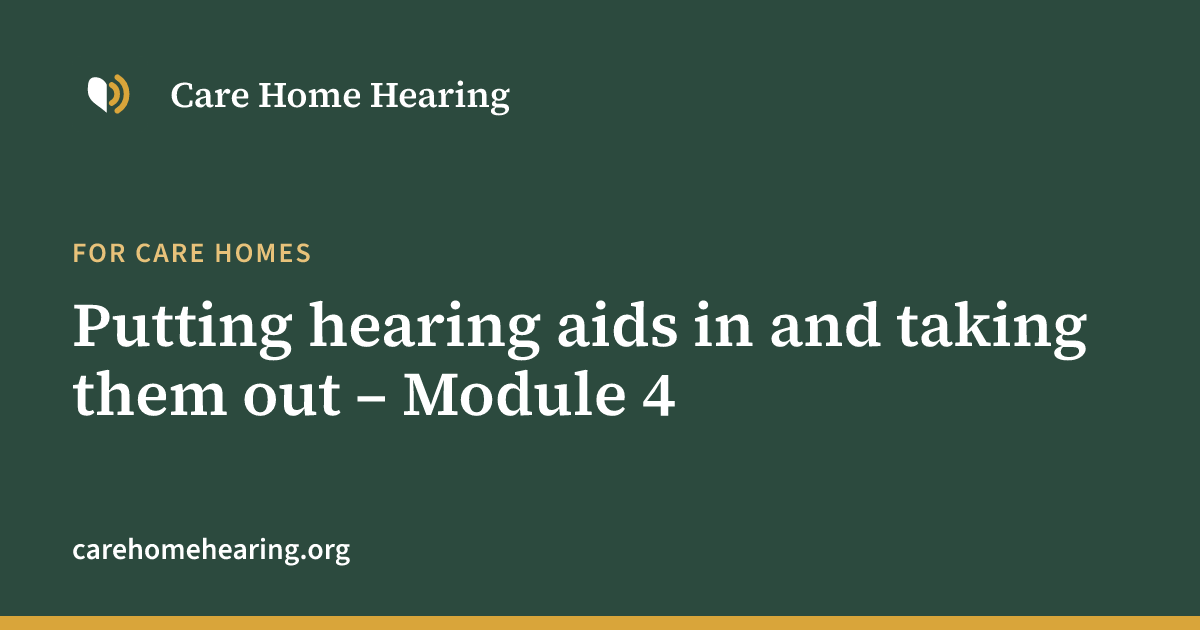 Care Home Hearing
FOR CARE HOMES
Putting hearing aids in and taking
them out – Module 4
carehomehearing.org